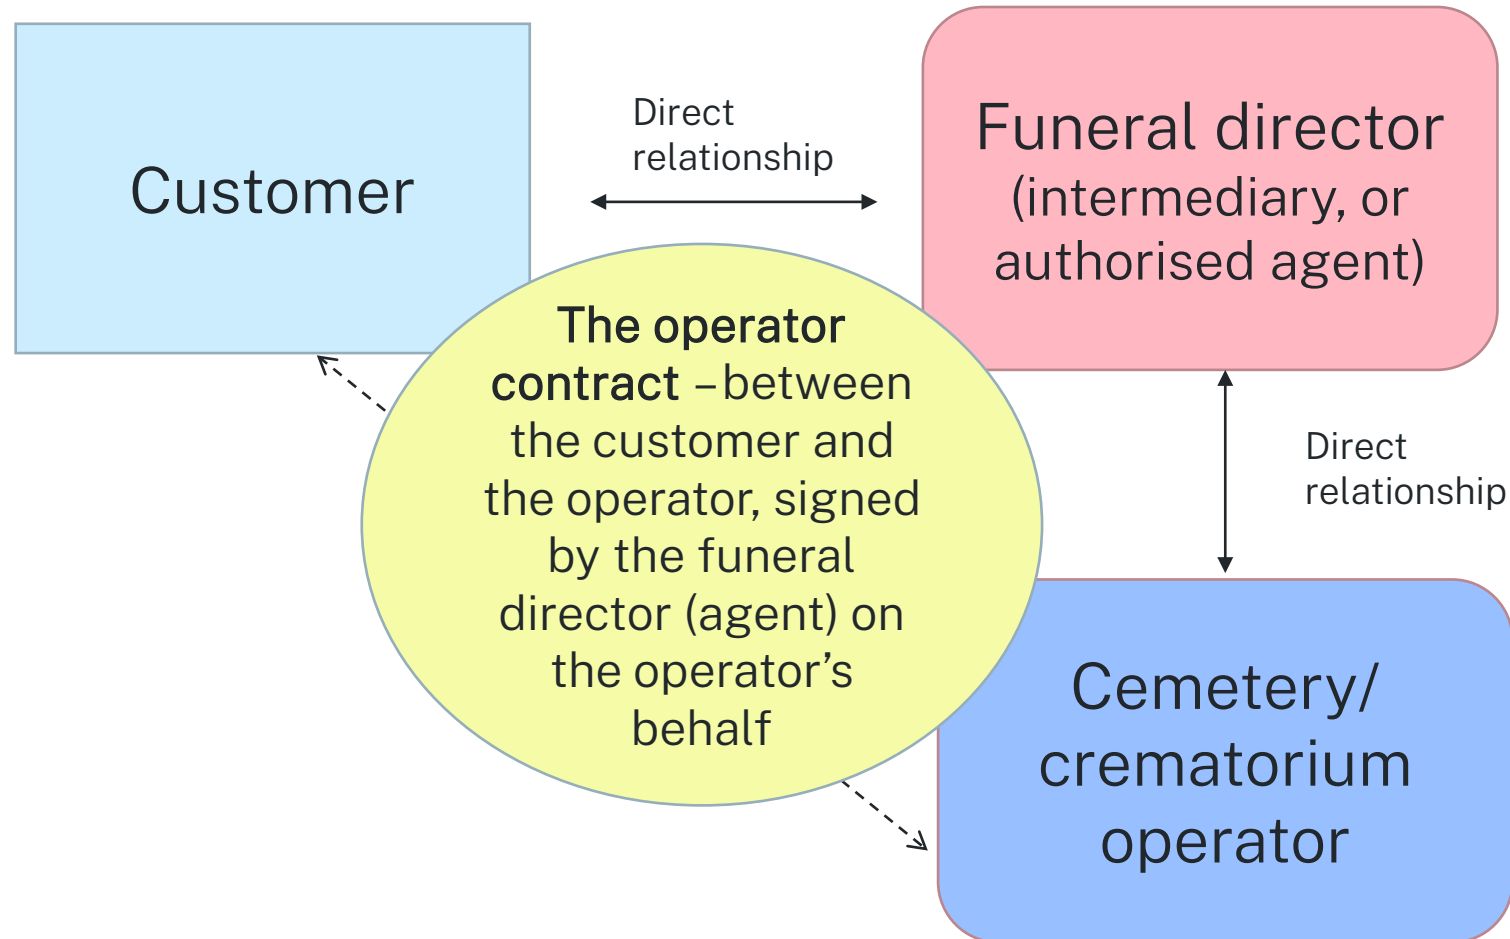 Customer
Direct
relationship
Funeral director
(intermediary, or
authorised agent)
The operator
contract – between
the customer and
the operator, signed
by the funeral
director (agent) on
the operator’s
behalf
Direct
relationship
Cemetery/
crematorium
operator